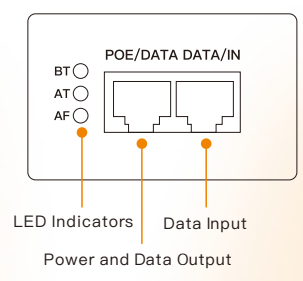 POE/DATA DATA/IN
BT
AT
AF
LED Indicators
Data Input
Power and Data Output